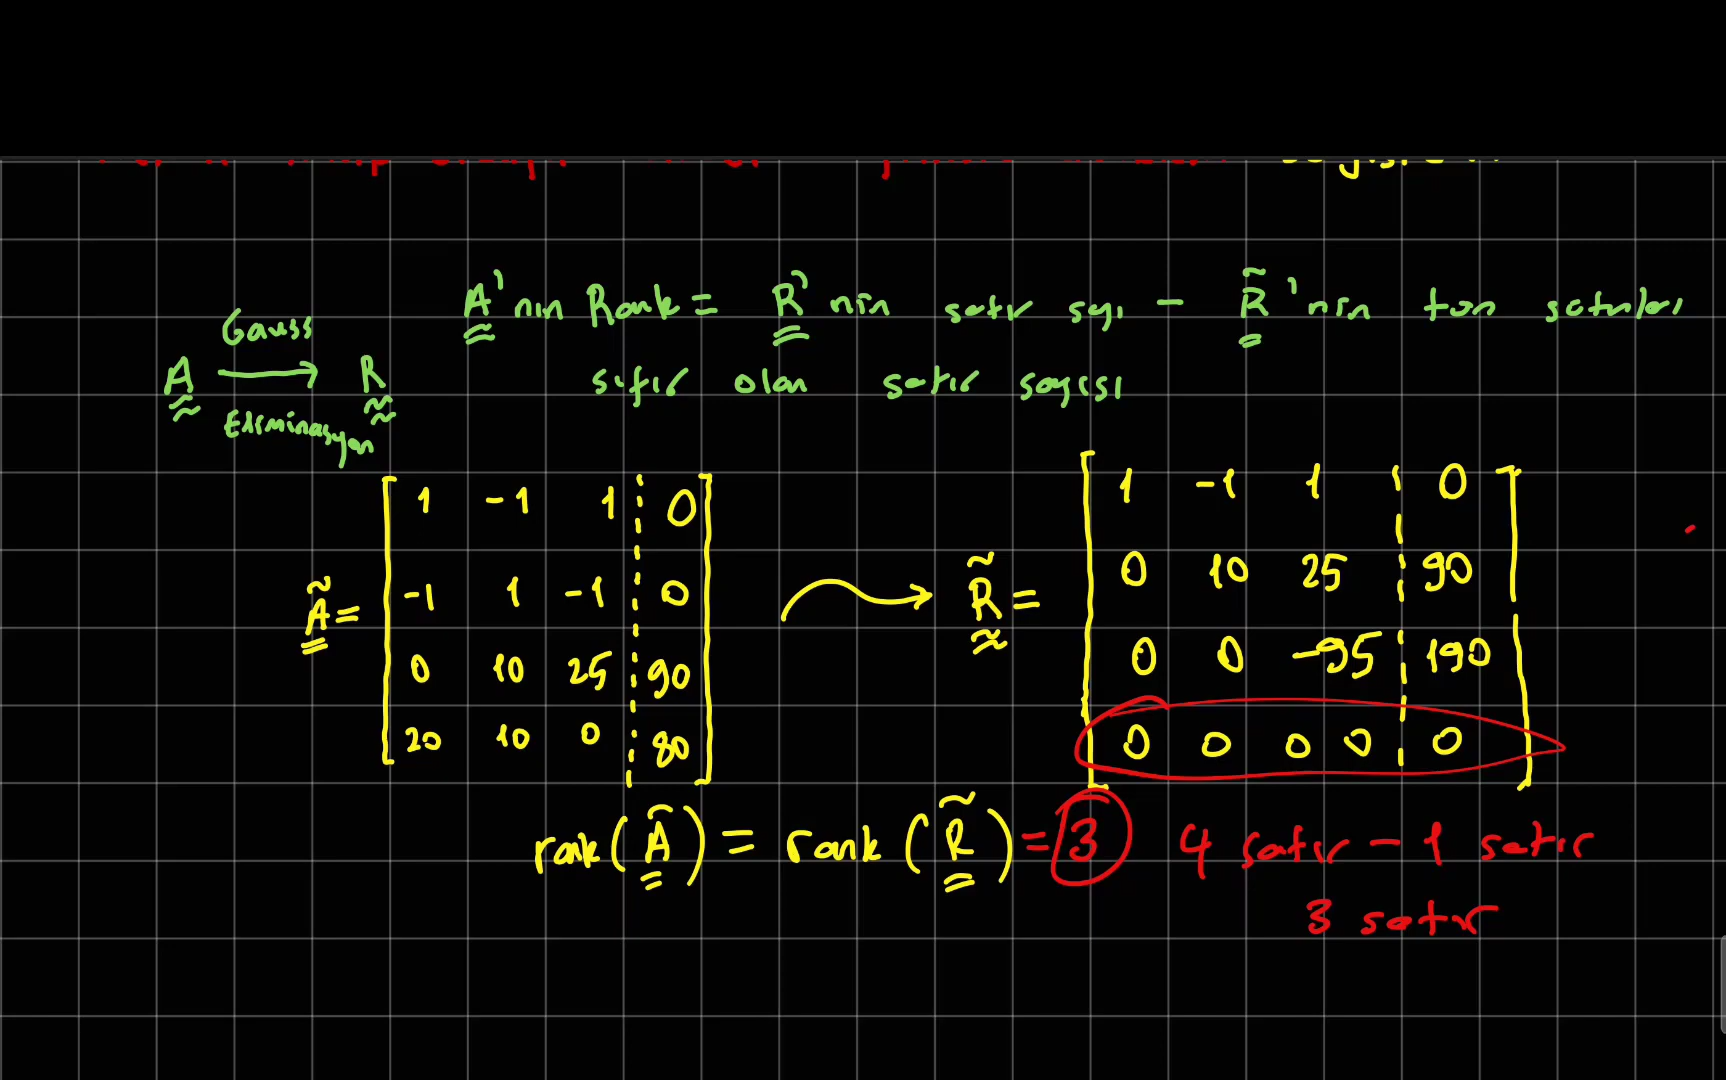 A'nın Rank = R'nin satır sayı - R̃'nin tüm satırları
sıfır olan satır sayısı
Gauss
A → R
Eliminasyon
Ã = [ 1 -1 1 ¦ 0
-1 1 -1 ¦ 0
0 10 25 ¦ 90
20 10 0 ¦ 80 ]
R̃ = [ 1 -1 1 ¦ 0
0 10 25 ¦ 90
0 0 -95 ¦ 190
0 0 0 0 ¦ 0 ]
rank(Ã) = rank(R̃) = 3 4 satır - 1 satır
3 satır